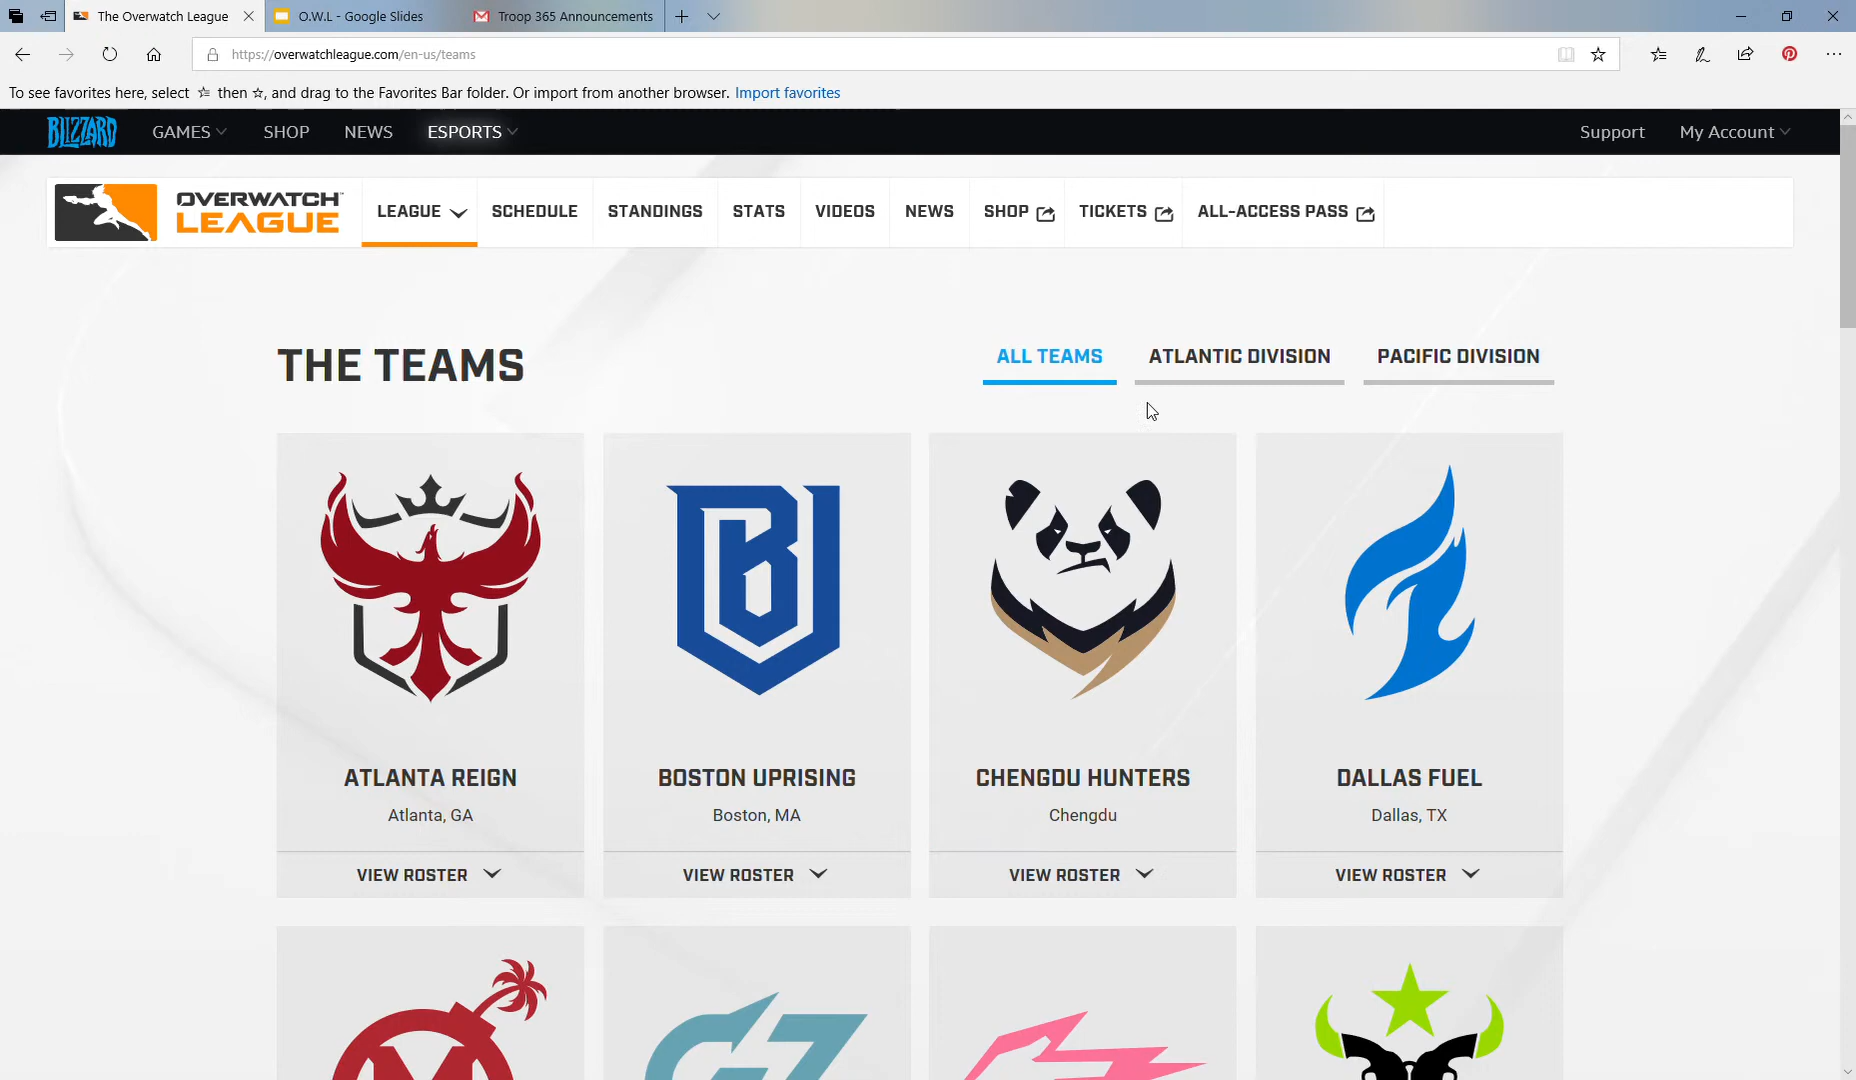 The Overwatch League
O.W.L - Google Slides
Troop 365 Announcements
https://overwatchleague.com/en-us/teams
To see favorites here, select ☆ then ☆, and drag to the Favorites Bar folder. Or import from another browser. Import favorites
BLIZZARD
GAMES
SHOP
NEWS
ESPORTS
Support
My Account
OVERWATCH
LEAGUE
LEAGUE
SCHEDULE
STANDINGS
STATS
VIDEOS
NEWS
SHOP
TICKETS
ALL-ACCESS PASS
THE TEAMS
ALL TEAMS
ATLANTIC DIVISION
PACIFIC DIVISION
ATLANTA REIGN
Atlanta, GA
VIEW ROSTER
BOSTON UPRISING
Boston, MA
VIEW ROSTER
CHENGDU HUNTERS
Chengdu
VIEW ROSTER
DALLAS FUEL
Dallas, TX
VIEW ROSTER